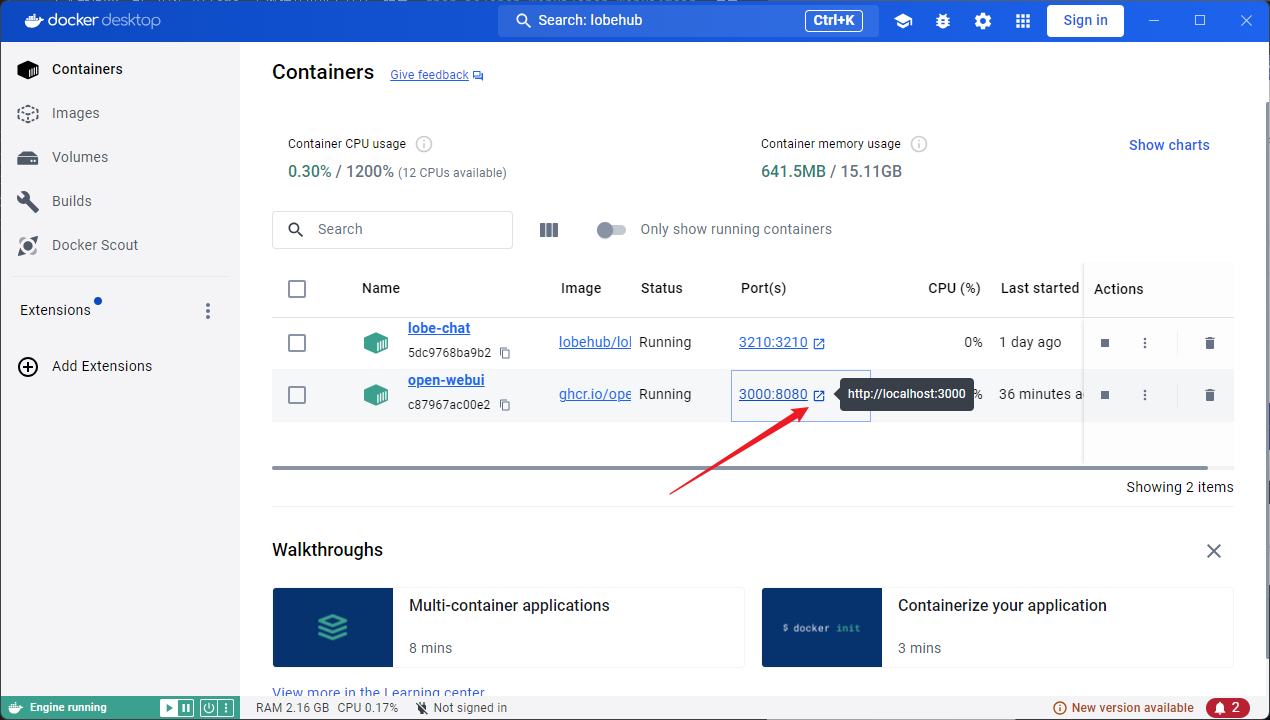 docker desktop
Search: lobehub
Ctrl+K
Sign in
Containers
Images
Volumes
Builds
Docker Scout
Extensions
Add Extensions
Containers
Give feedback
Container CPU usage
0.30% / 1200% (12 CPUs available)
Container memory usage
641.5MB / 15.11GB
Show charts
Search
Only show running containers
Name Image Status Port(s) CPU (%) Last started Actions
lobe-chat
5dc9768ba9b2
lobehub/lol Running 3210:3210 0% 1 day ago
open-webui
c87967ac00e2
ghcr.io/ope Running 3000:8080 http://localhost:3000 % 36 minutes a
Showing 2 items
Walkthroughs
Multi-container applications
8 mins
$ docker init
Containerize your application
3 mins
View more in the Learning center
Engine running
RAM 2.16 GB CPU 0.17%
Not signed in
New version available
2